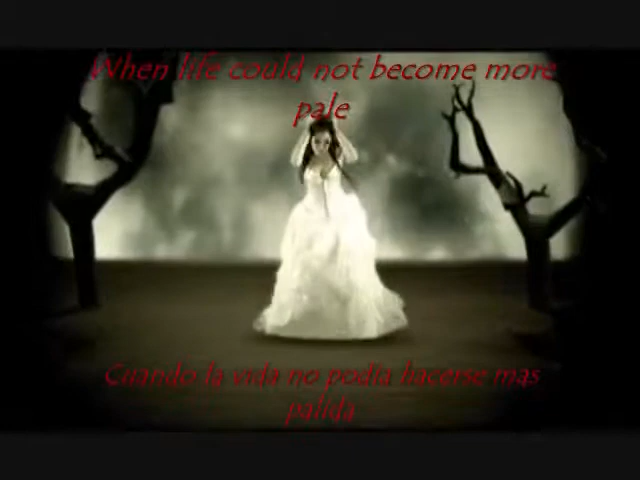 When life could not become more
pale
Cuando la vida no podia hacerse mas
palida